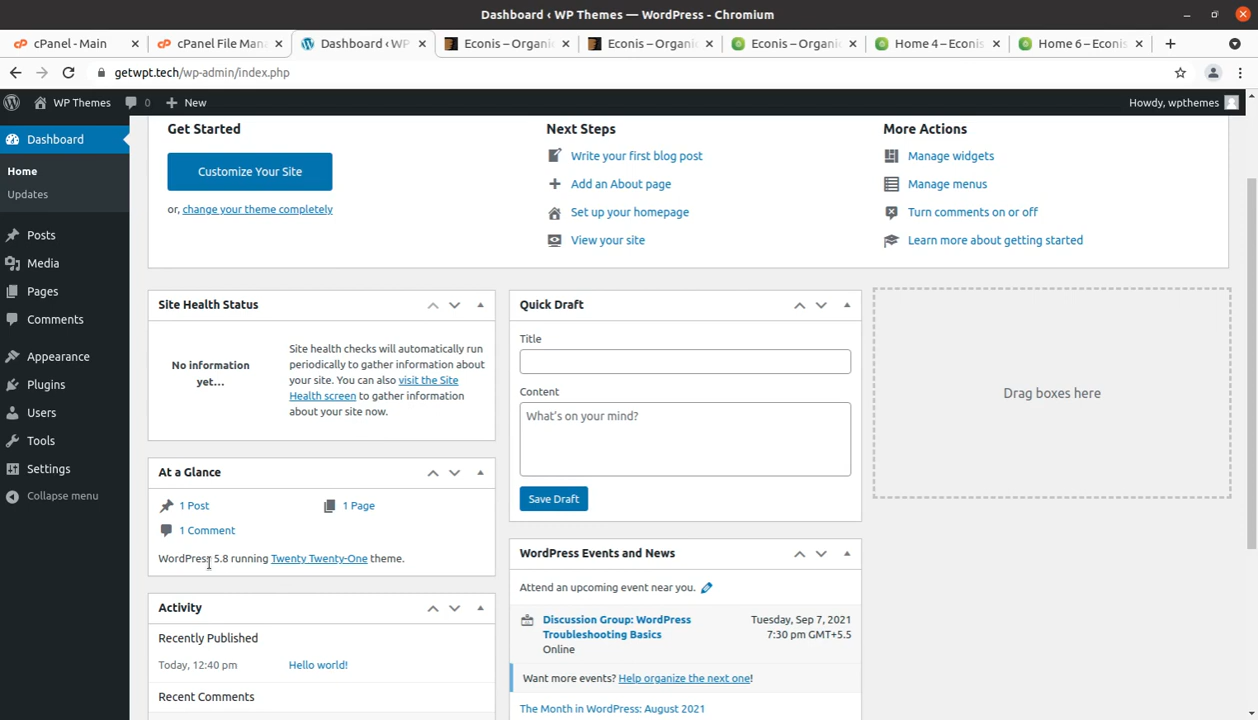 Dashboard ‹ WP Themes — WordPress - Chromium
cPanel - Main
cPanel File Mana
Dashboard ‹ WP
Econis – Organic
Econis – Organic
Econis – Organic
Home 4 – Econis
Home 6 – Econis
getwpt.tech/wp-admin/index.php
WP Themes
0
New
Howdy, wpthemes
Dashboard
Home
Updates
Posts
Media
Pages
Comments
Appearance
Plugins
Users
Tools
Settings
Collapse menu
Get Started
Customize Your Site
or, change your theme completely
Next Steps
Write your first blog post
Add an About page
Set up your homepage
View your site
More Actions
Manage widgets
Manage menus
Turn comments on or off
Learn more about getting started
Site Health Status
No information
yet...
Site health checks will automatically run
periodically to gather information about
your site. You can also visit the Site
Health screen to gather information
about your site now.
At a Glance
1 Post
1 Page
1 Comment
WordPress 5.8 running Twenty Twenty-One theme.
Activity
Recently Published
Today, 12:40 pm
Hello world!
Recent Comments
Quick Draft
Title
Content
What's on your mind?
Save Draft
WordPress Events and News
Attend an upcoming event near you.
Discussion Group: WordPress
Troubleshooting Basics
Online
Tuesday, Sep 7, 2021
7:30 pm GMT+5.5
Want more events? Help organize the next one!
The Month in WordPress: August 2021
Drag boxes here